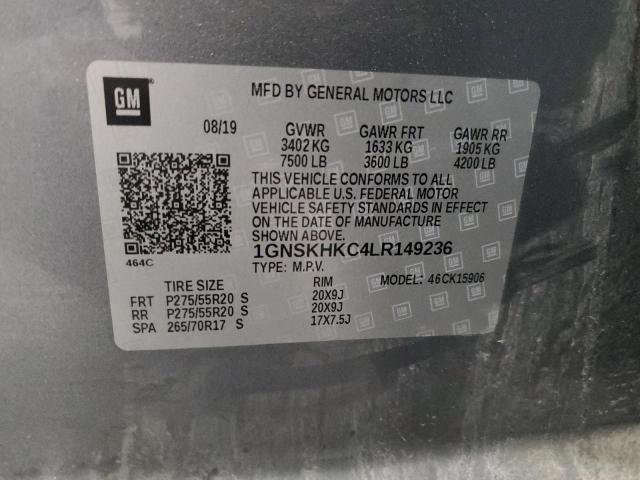 GM
MFD BY GENERAL MOTORS LLC
08/19 GVWR GAWR FRT GAWR RR
3402 KG 1633 KG 1905 KG
7500 LB 3600 LB 4200 LB
THIS VEHICLE CONFORMS TO ALL
APPLICABLE U.S. FEDERAL MOTOR
VEHICLE SAFETY STANDARDS IN EFFECT
ON THE DATE OF MANUFACTURE
SHOWN ABOVE.
464C
1GNSKHKC4LR149236
TYPE: M.P.V. MODEL: 46CK15906
TIRE SIZE RIM
FRT P275/55R20 S 20X9J
RR P275/55R20 S 20X9J
SPA 265/70R17 S 17X7.5J